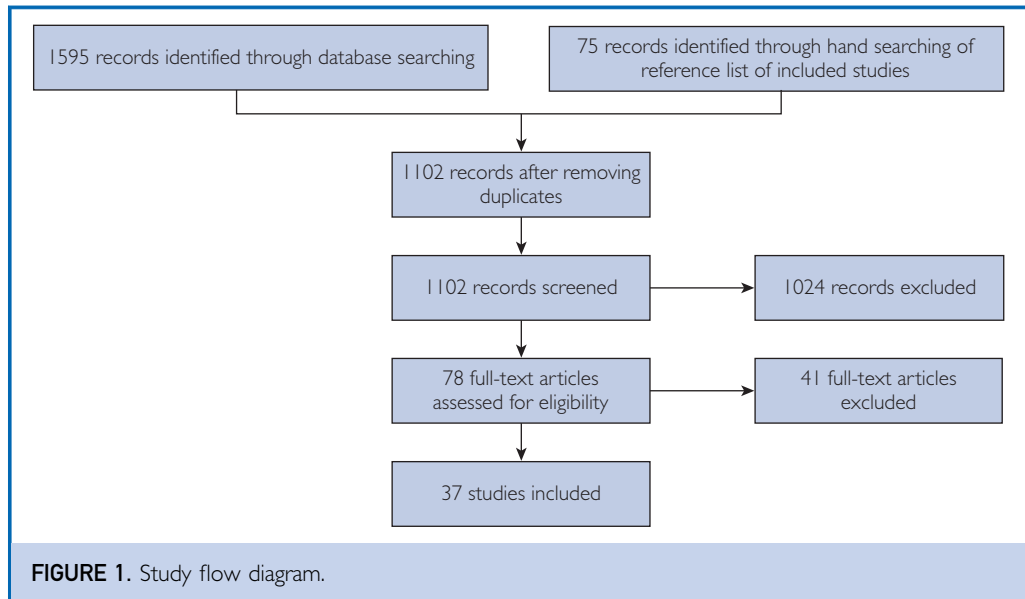 1595 records identified through database searching
75 records identified through hand searching of
reference list of included studies
1102 records after removing
duplicates
1102 records screened
1024 records excluded
78 full-text articles
assessed for eligibility
41 full-text articles
excluded
37 studies included
FIGURE 1. Study flow diagram.